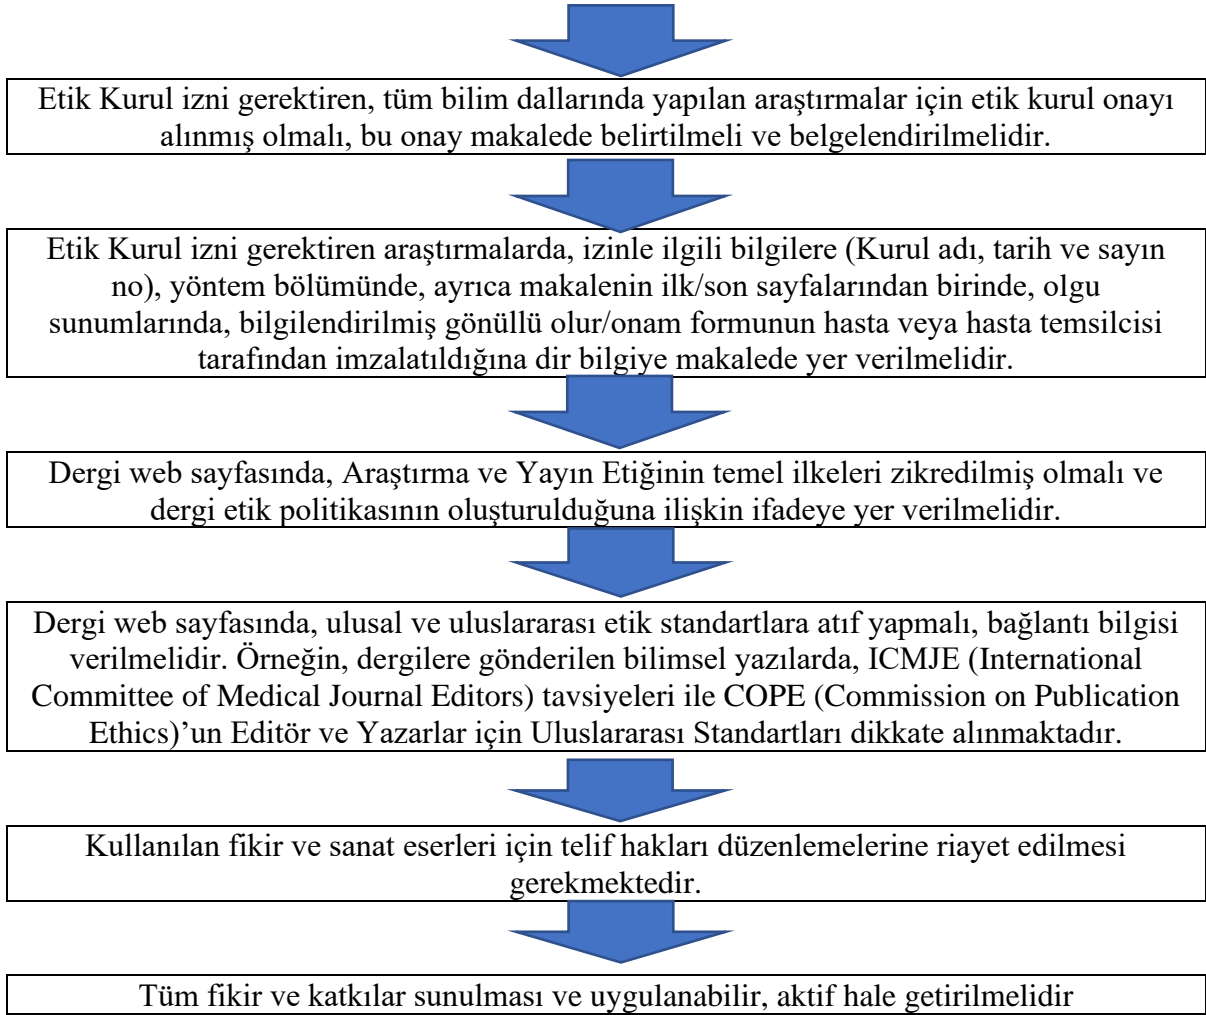 Etik Kurul izni gerektiren, tüm bilim dallarında yapılan araştırmalar için etik kurul onayı
alınmış olmalı, bu onay makalede belirtilmeli ve belgelendirilmelidir.
Etik Kurul izni gerektiren araştırmalarda, izinle ilgili bilgilere (Kurul adı, tarih ve sayın
no), yöntem bölümünde, ayrıca makalenin ilk/son sayfalarından birinde, olgu
sunumlarında, bilgilendirilmiş gönüllü olur/onam formunun hasta veya hasta temsilcisi
tarafından imzalatıldığına dir bilgiye makalede yer verilmelidir.
Dergi web sayfasında, Araştırma ve Yayın Etiğinin temel ilkeleri zikredilmiş olmalı ve
dergi etik politikasının oluşturulduğuna ilişkin ifadeye yer verilmelidir.
Dergi web sayfasında, ulusal ve uluslararası etik standartlara atıf yapmalı, bağlantı bilgisi
verilmelidir. Örneğin, dergilere gönderilen bilimsel yazılarda, ICMJE (International
Committee of Medical Journal Editors) tavsiyeleri ile COPE (Commission on Publication
Ethics)’un Editör ve Yazarlar için Uluslararası Standartları dikkate alınmaktadır.
Kullanılan fikir ve sanat eserleri için telif hakları düzenlemelerine riayet edilmesi
gerekmektedir.
Tüm fikir ve katkılar sunulması ve uygulanabilir, aktif hale getirilmelidir